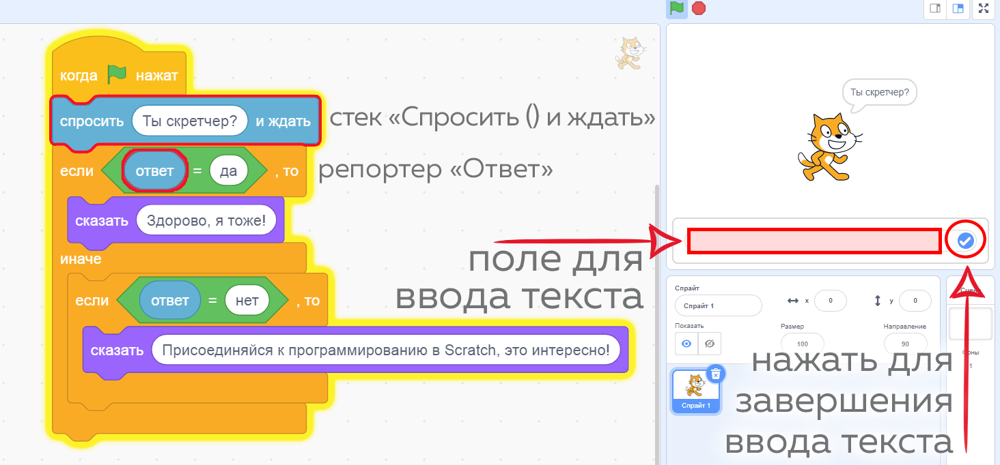 когда нажат
спросить Ты скретчер? и ждать
стек «Спросить () и ждать»
если ответ = да , то
репортер «Ответ»
сказать Здорово, я тоже!
иначе
если ответ = нет , то
сказать Присоединяйся к программированию в Scratch, это интересно!
поле для
ввода текста
Ты скретчер?
Спрайт
Спрайт 1
x 0
y 0
Показать
Размер
100
Направление
90
Спрайт 1
Сцена
Фоны
1
нажать для
завершения
ввода текста